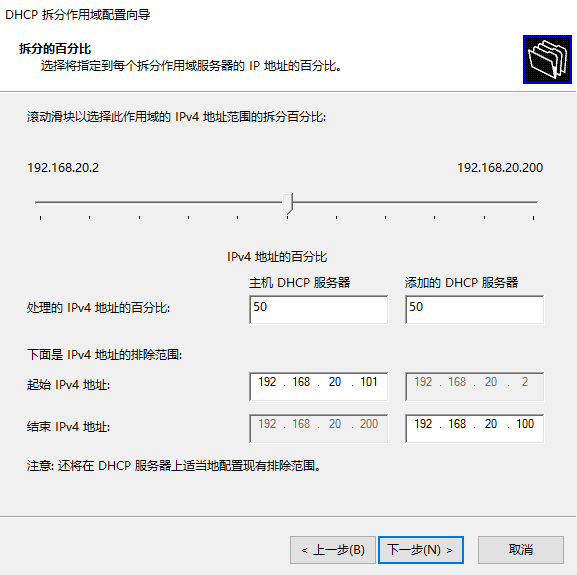 DHCP 拆分作用域配置向导
拆分的百分比
选择将指定到每个拆分作用域服务器的 IP 地址的百分比。
滚动滑块以选择此作用域的 IPv4 地址范围的拆分百分比:
192.168.20.2 192.168.20.200
IPv4 地址的百分比
主机 DHCP 服务器 添加的 DHCP 服务器
处理的 IPv4 地址的百分比: 50 50
下面是 IPv4 地址的排除范围:
起始 IPv4 地址: 192 . 168 . 20 . 101 192 . 168 . 20 . 2
结束 IPv4 地址: 192 . 168 . 20 . 200 192 . 168 . 20 . 100
注意: 还将在 DHCP 服务器上适当地配置现有排除范围。
< 上一步(B) 下一步(N) > 取消